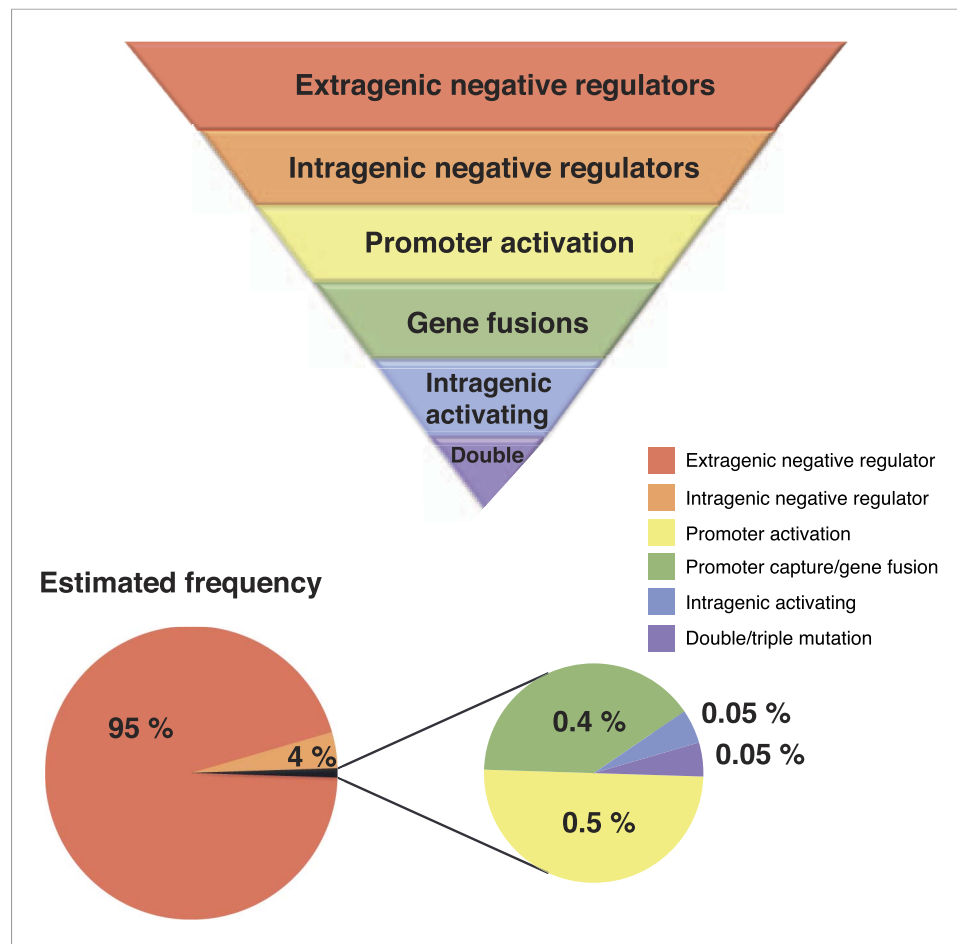 Extragenic negative regulators
Intragenic negative regulators
Promoter activation
Gene fusions
Intragenic
activating
Double
Extragenic negative regulator
Intragenic negative regulator
Promoter activation
Promoter capture/gene fusion
Intragenic activating
Double/triple mutation
Estimated frequency
95 %
4 %
0.4 %
0.05 %
0.05 %
0.5 %